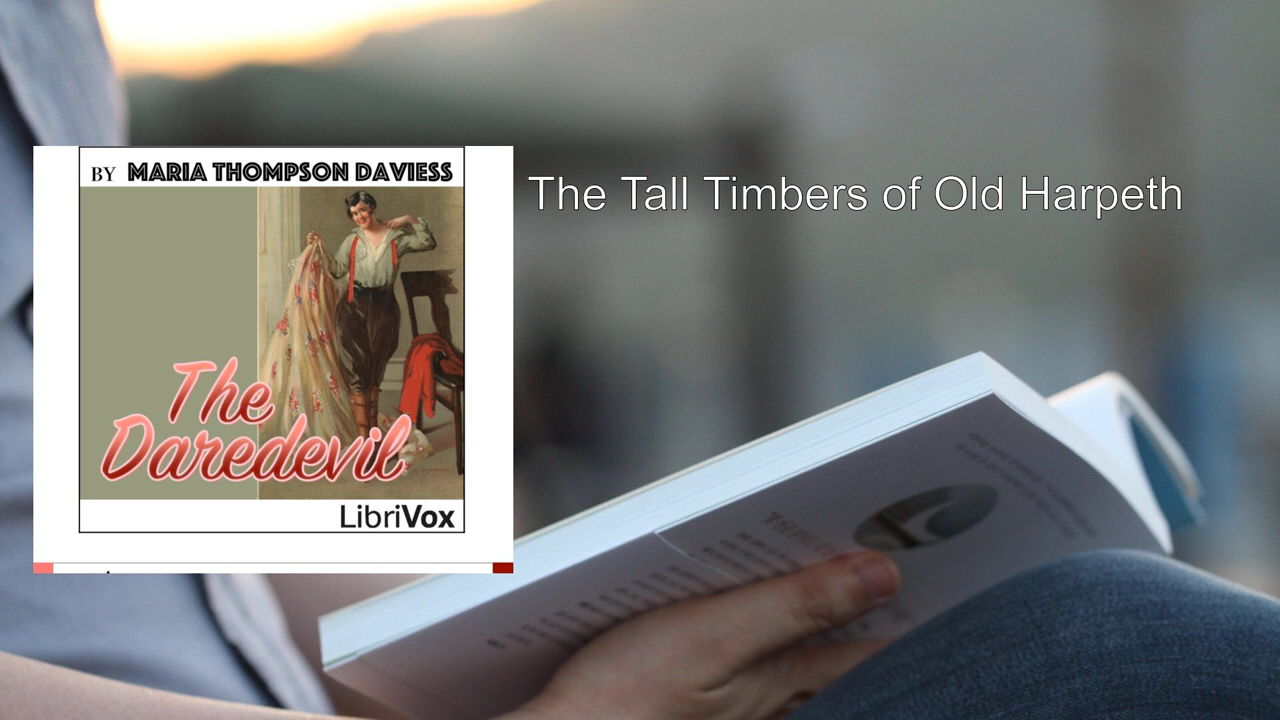 BY MARIA THOMPSON DAVIESS
The Tall Timbers of Old Harpeth
The
Daredevil
LibriVox